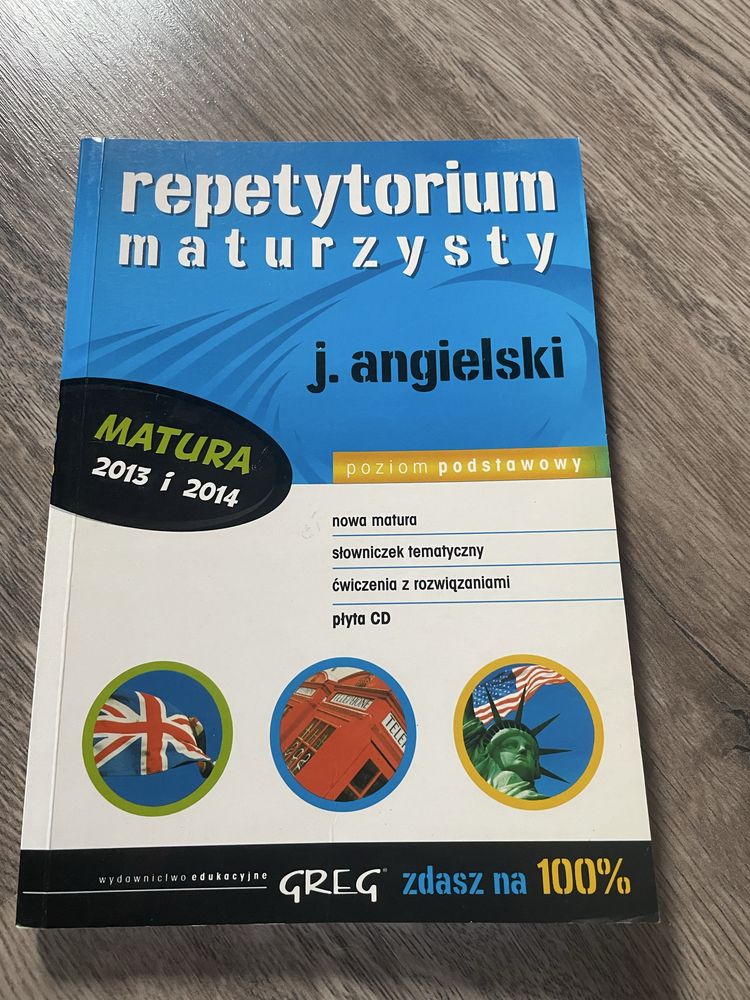 repetytorium
maturzysty
j. angielski
MATURA
2013 i 2014
poziom podstawowy
nowa matura
słowniczek tematyczny
ćwiczenia z rozwiązaniami
płyta CD
TELEPHONE
TELE
wydawnictwo edukacyjne GREG® zdasz na 100%